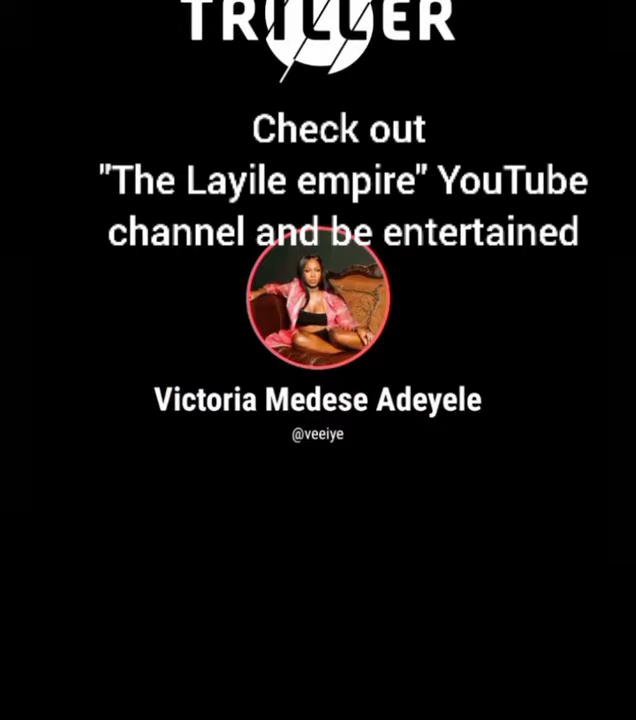 TRILLER
Check out
"The Layile empire" YouTube
channel and be entertained
Victoria Medese Adeyele
@veeiye